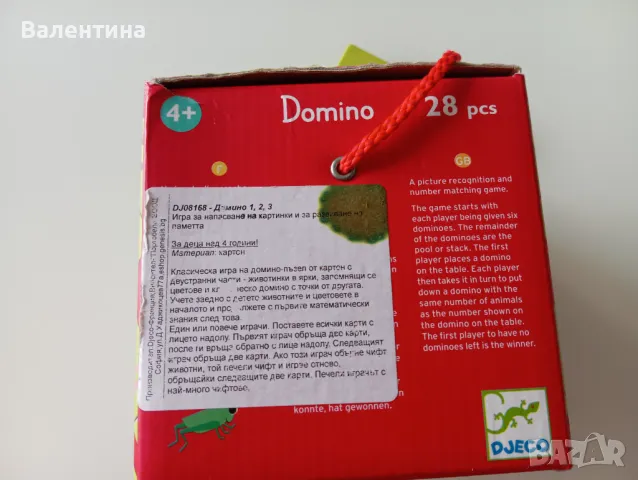 Валентина
4+
Domino
28 pcs
GB
A picture recognition and
number matching game.
The game starts with
each player being given six
dominoes. The remainder
of the dominoes are the
pool or stack. The first
player places a domino
on the table. Each player
then takes it in turn to put
down a domino with the
same number of animals
as the number shown on
the domino on the table.
The first player to have no
dominoes left is the winner.
DJ08168 - Домино 1, 2, 3
Игра за напасване на картинки и за развиване на
паметта
За деца над 4 години!
Материал: картон
Класическа игра на домино-пъзел от картон с
двустранни части - животинки в ярки, запомнящи се
цветове и домино с точки от другата.
Учете заедно с детето животните и цветовете в
началото и продължете с първите математически
знания след това.
Един или повече играчи. Поставете всички карти с
лицето надолу. Първият играч обръща две карти,
после ги връща обратно с лице надолу. Следващият
играч обръща две карти. Ако този играч обърне чифт
животни, той печели чифт и играе отново,
обръщайки следващите две карти. Печели играчът с
най-много чифтове.
konnte, hat gewonnen.
DJECO
BAZAR